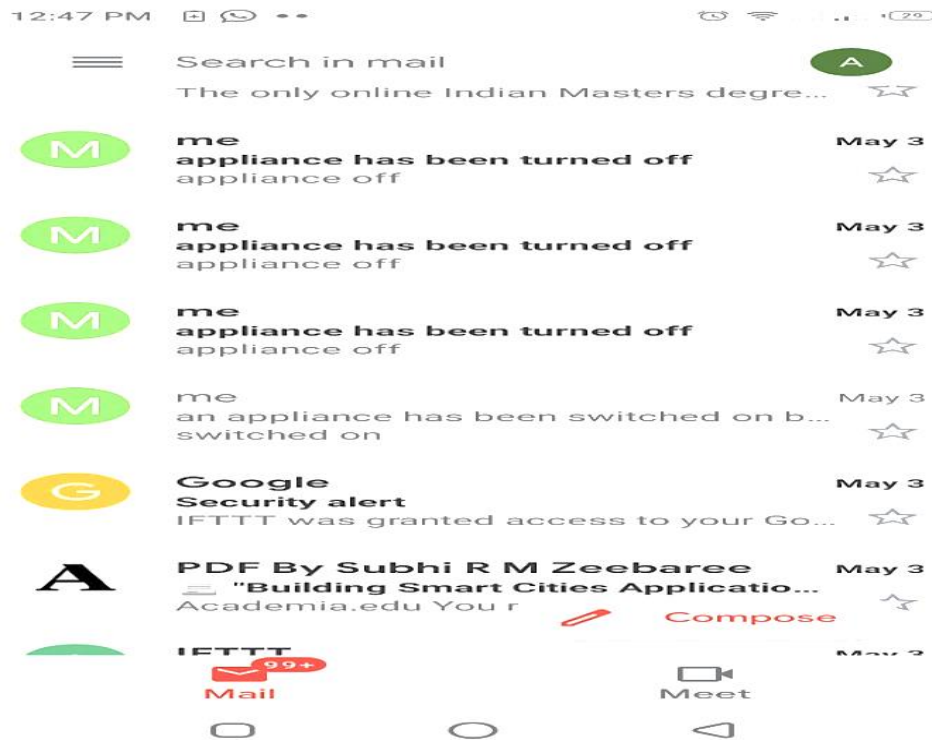 12:47 PM 29
Search in mail A
The only online Indian Masters degre...
M me May 3
appliance has been turned off
appliance off
M me May 3
appliance has been turned off
appliance off
M me May 3
appliance has been turned off
appliance off
M me May 3
an appliance has been switched on b...
switched on
G Google May 3
Security alert
IFTTT was granted access to your Go...
A PDF By Subhi R M Zeebaree May 3
"Building Smart Cities Applicatio...
Academia.edu You r
Compose
IFTTT May 3
99+
Mail Meet